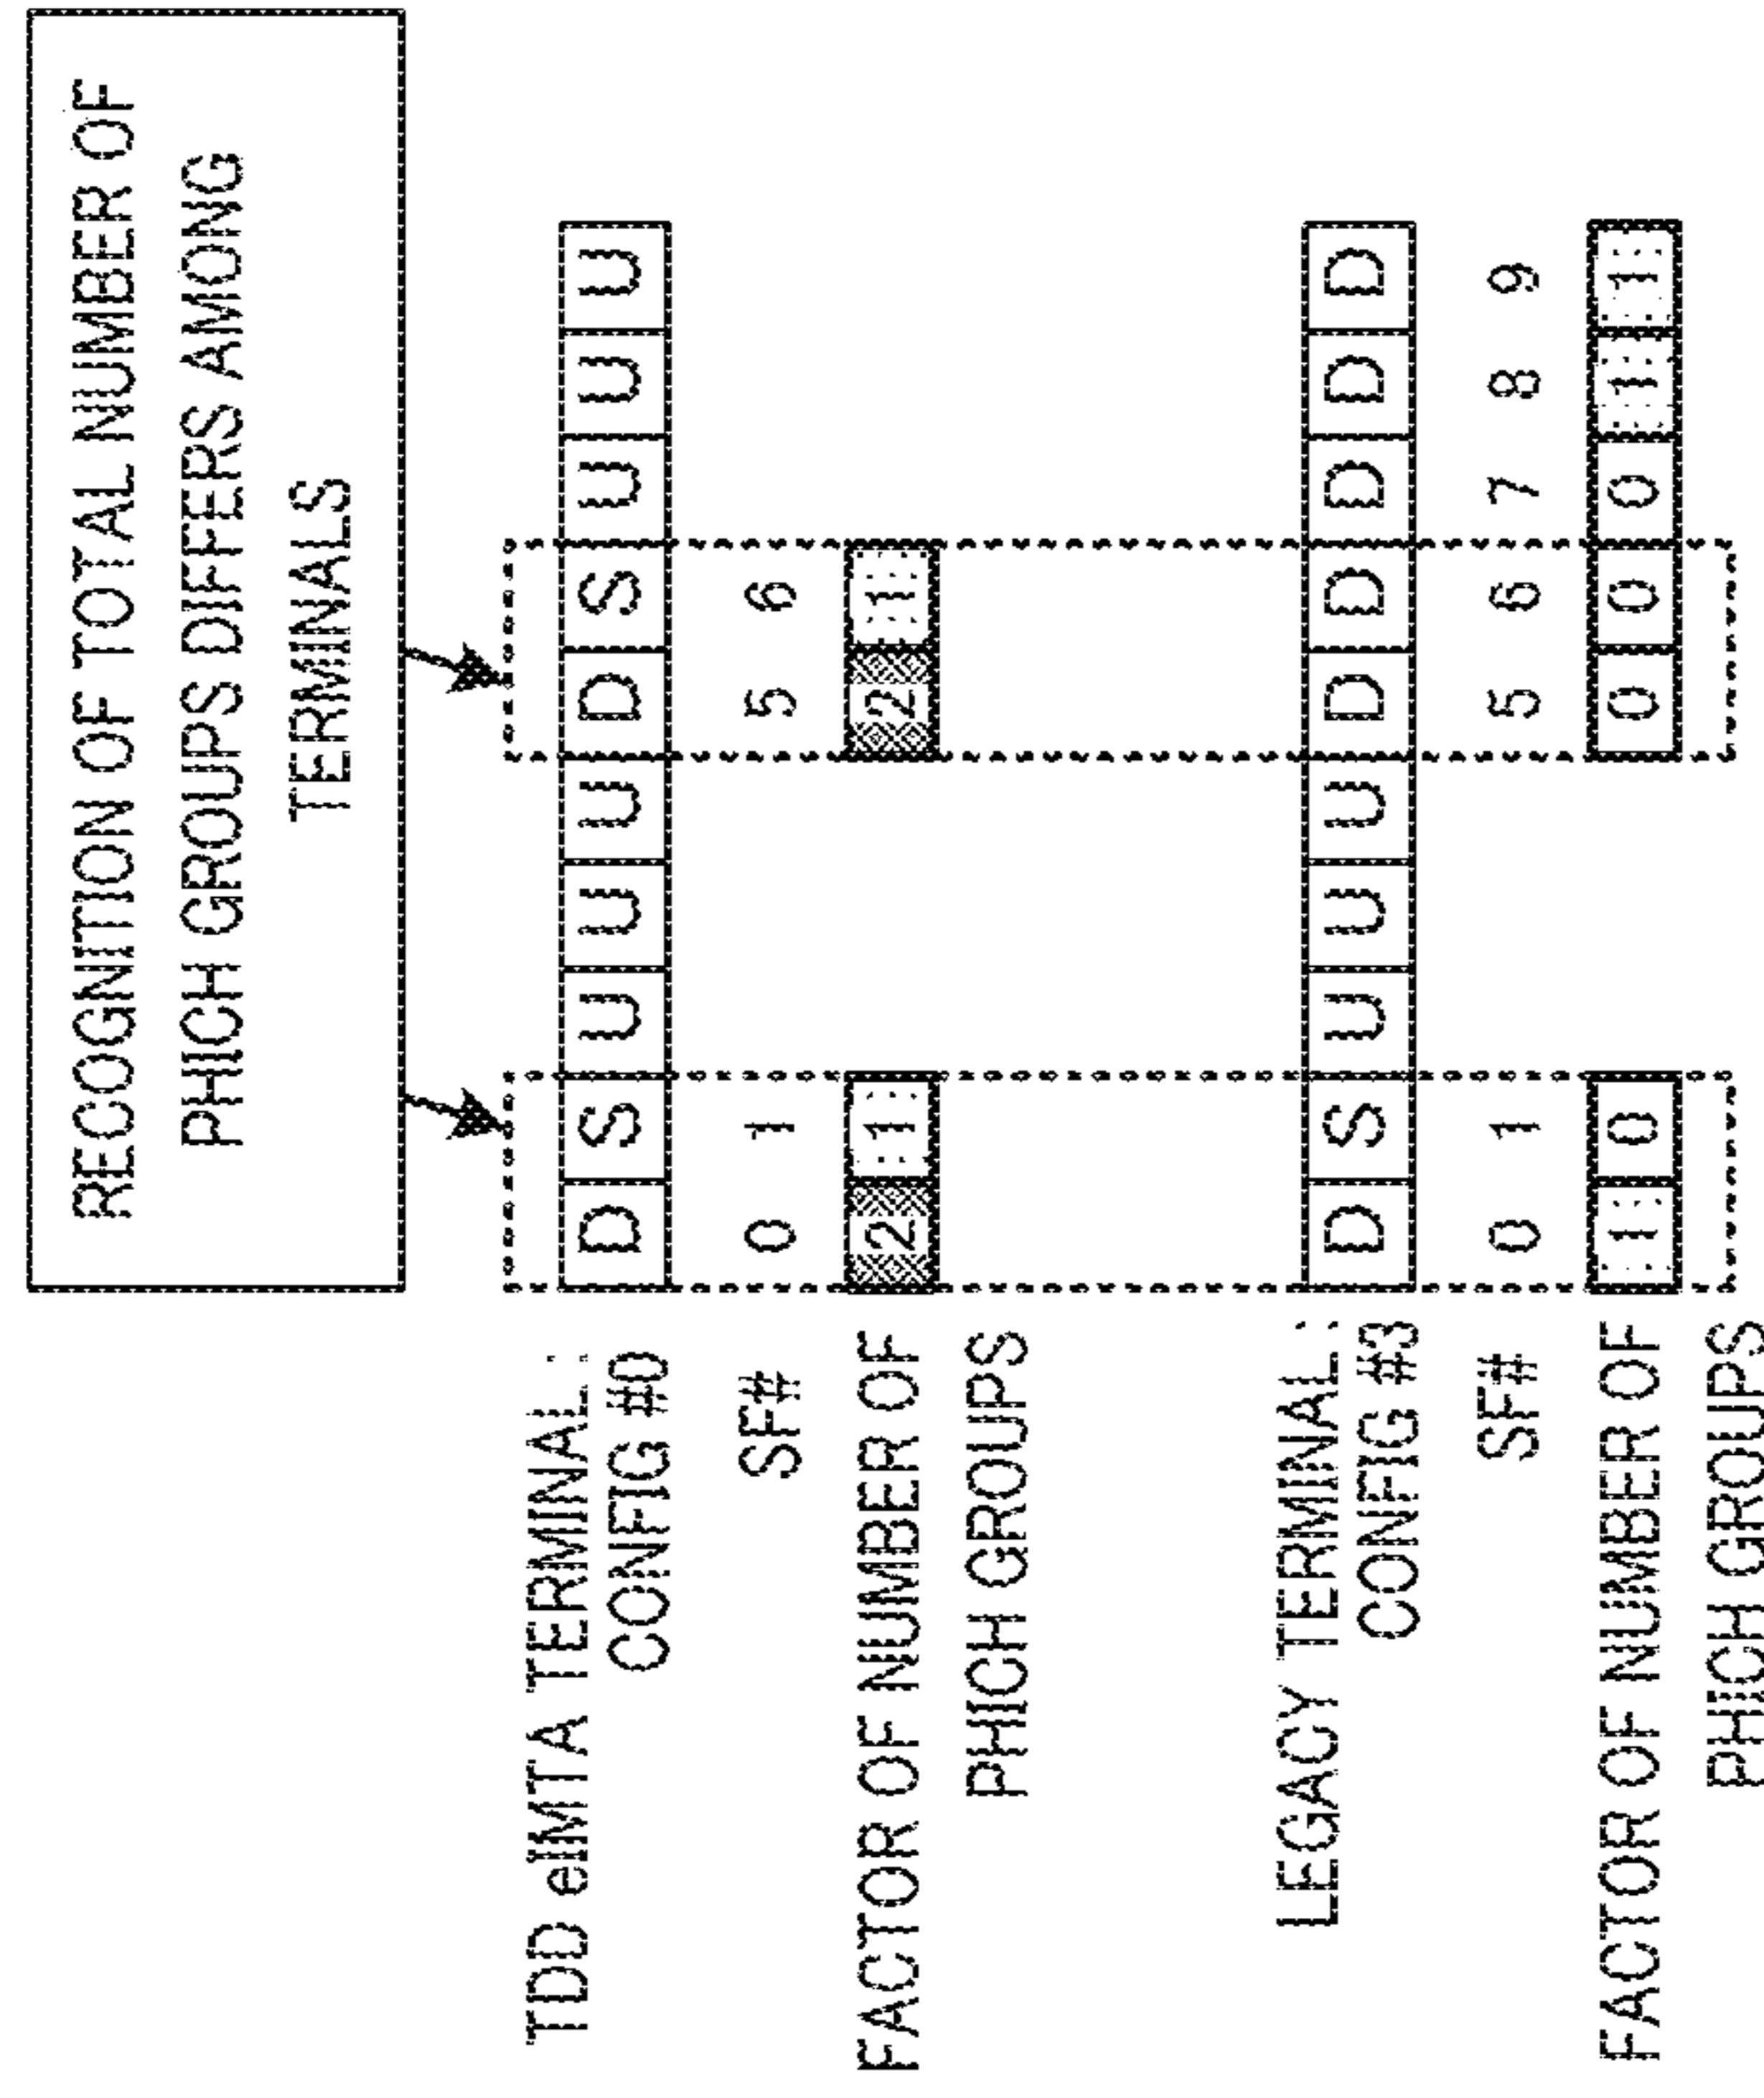 RECOGNITION OF TOTAL NUMBER OF
PHICH GROUPS DIFFERS AMONG
TERMINALS
TDD eIMTA TERMINAL :
CONFIG #0
D S U U U D S U U U
SF#
0 1 5 6
FACTOR OF NUMBER OF
PHICH GROUPS
2 1 2 1
LEGACY TERMINAL :
CONFIG #3
D S U U U D D D D D
SF#
0 1 5 6 7 8 9
FACTOR OF NUMBER OF
PHICH GROUPS
1 0 0 0 0 1 1